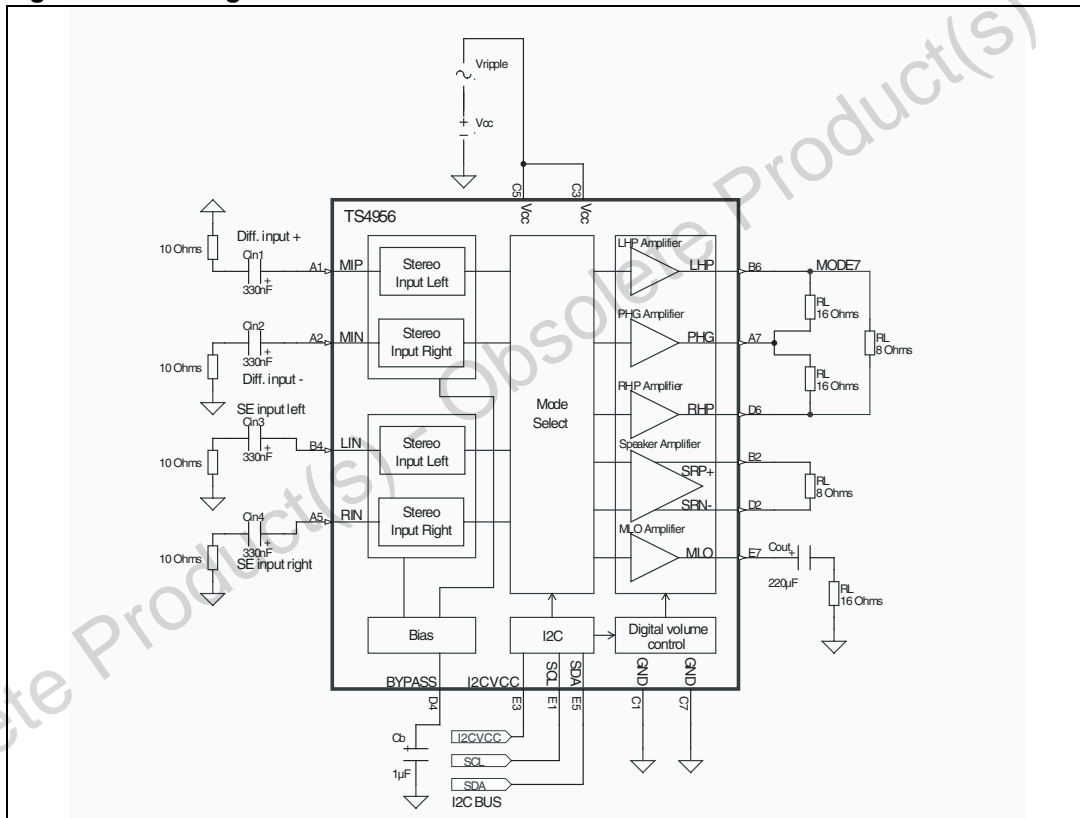 Vripple
Vcc
C5
C3
Vcc
Vcc
TS4956
Diff. input +
Cin1
10 Ohms
330nF
A1
MIP
Stereo
Input Left
Cin2
10 Ohms
330nF
Diff. input -
A2
MIN
Stereo
Input Right
SE input left
Cin3
10 Ohms
330nF
B4
LIN
Stereo
Input Left
Cin4
10 Ohms
330nF
SE input right
A5
RIN
Stereo
Input Right
Mode
Select
LHP Amplifier
LHP
B6
MODE7
PHG Amplifier
PHG
A7
RHP Amplifier
RHP
D6
RL
16 Ohms
RL
8 Ohms
RL
16 Ohms
Speaker Amplifier
SRP+
B2
SRN-
D2
RL
8 Ohms
MLO Amplifier
MLO
E7
Cout
+
220µF
RL
16 Ohms
Bias
I2C
Digital volume
control
BYPASS
I2CVCC
SCL
SDA
GND
GND
D4
E3
E1
E5
C1
C7
Cb
+
1µF
I2CVCC
SCL
SDA
I2C BUS
ete Product(s) - Obsolete Product(s)